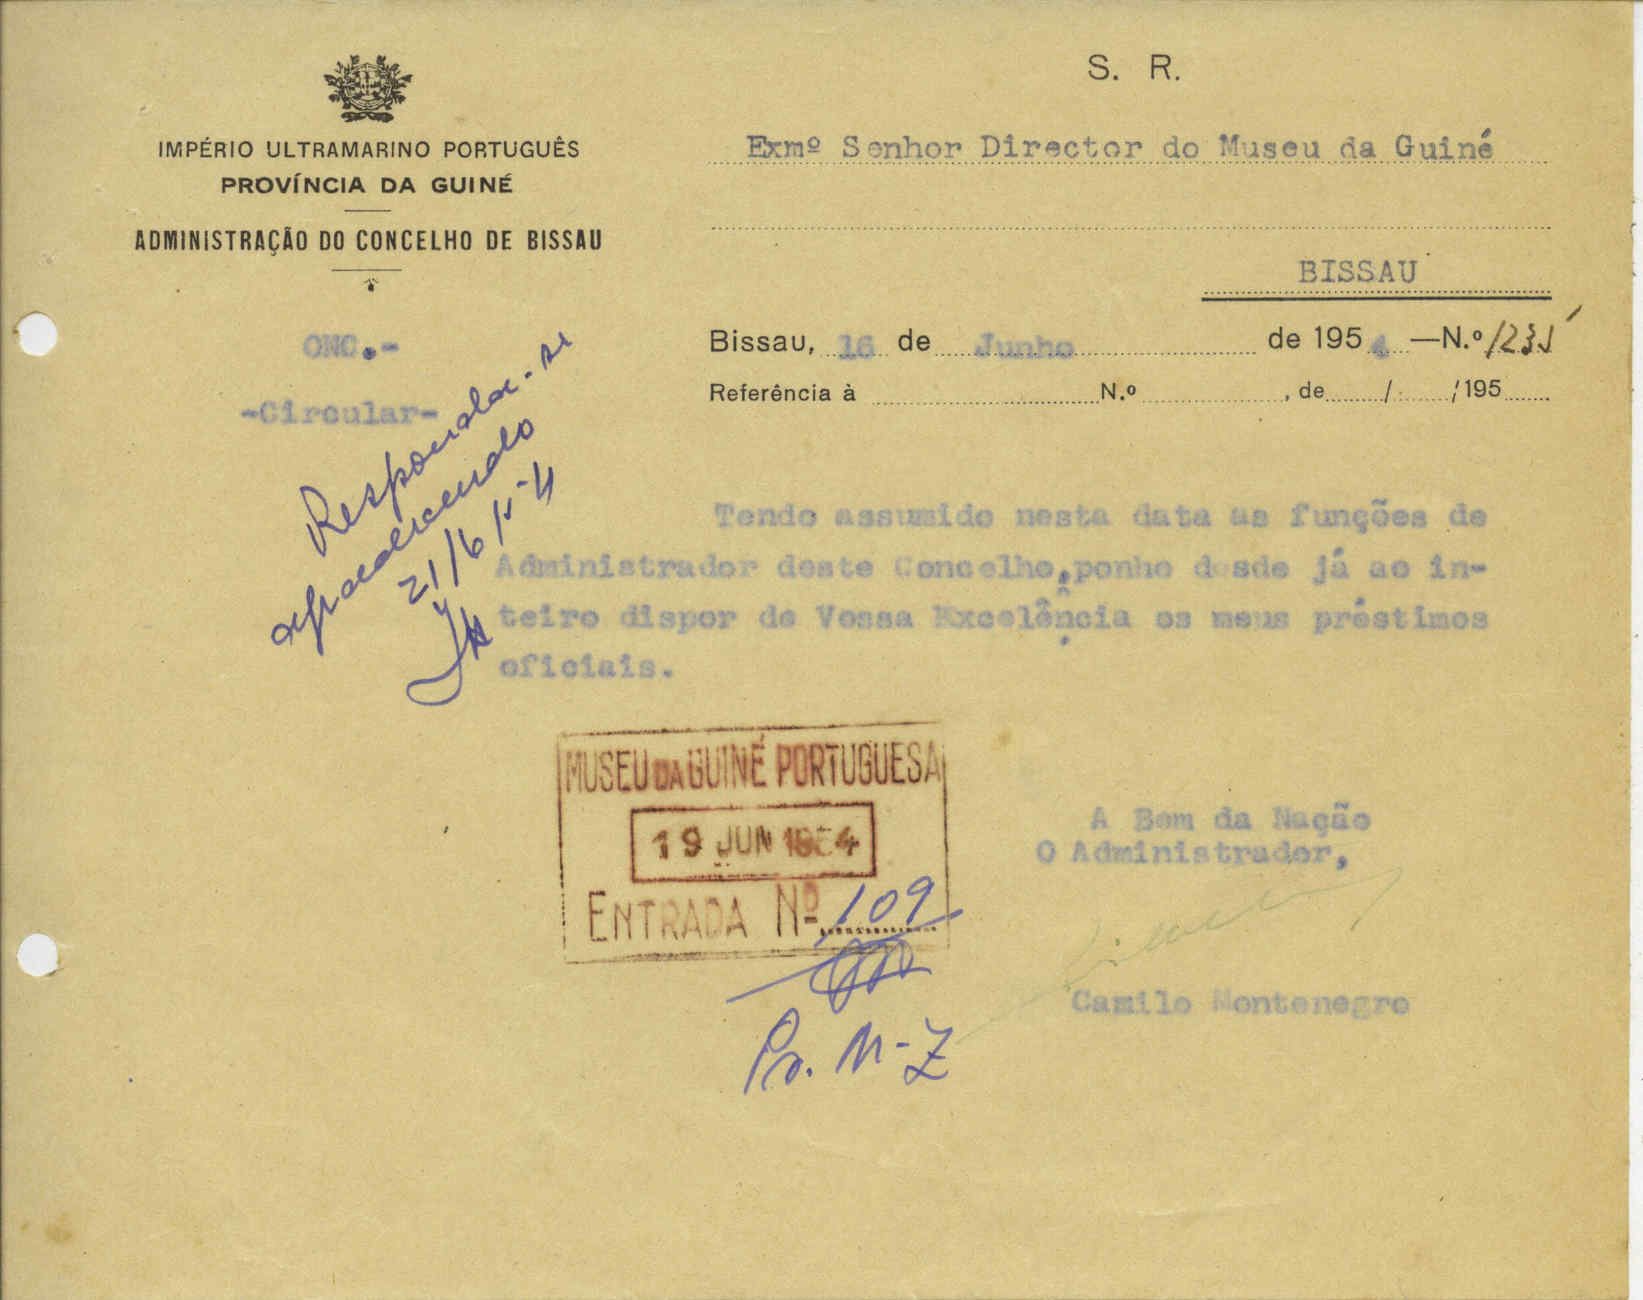 S. R.
IMPÉRIO ULTRAMARINO PORTUGUÊS
PROVÍNCIA DA GUINÉ
ADMINISTRAÇÃO DO CONCELHO DE BISSAU
Exmº Senhor Director do Museu da Guiné
BISSAU
Bissau, 16 de Junho de 1954 —N.º 1235
Referência à N.º , de / / 195
ONC.-
-Circular-
Responder-se
agradecendo
21/6/54
Tendo assumido nesta data as funções de
Administrador deste Concelho, ponho desde já ao in-
teiro dispor de Vossa Excelência os meus préstimos
oficiais.
MUSEU DA GUINÉ PORTUGUESA
19 JUN 1954
ENTRADA Nº 109
A Bem da Nação
O Administrador,
Camilo Montenegro
Pr. M-Z